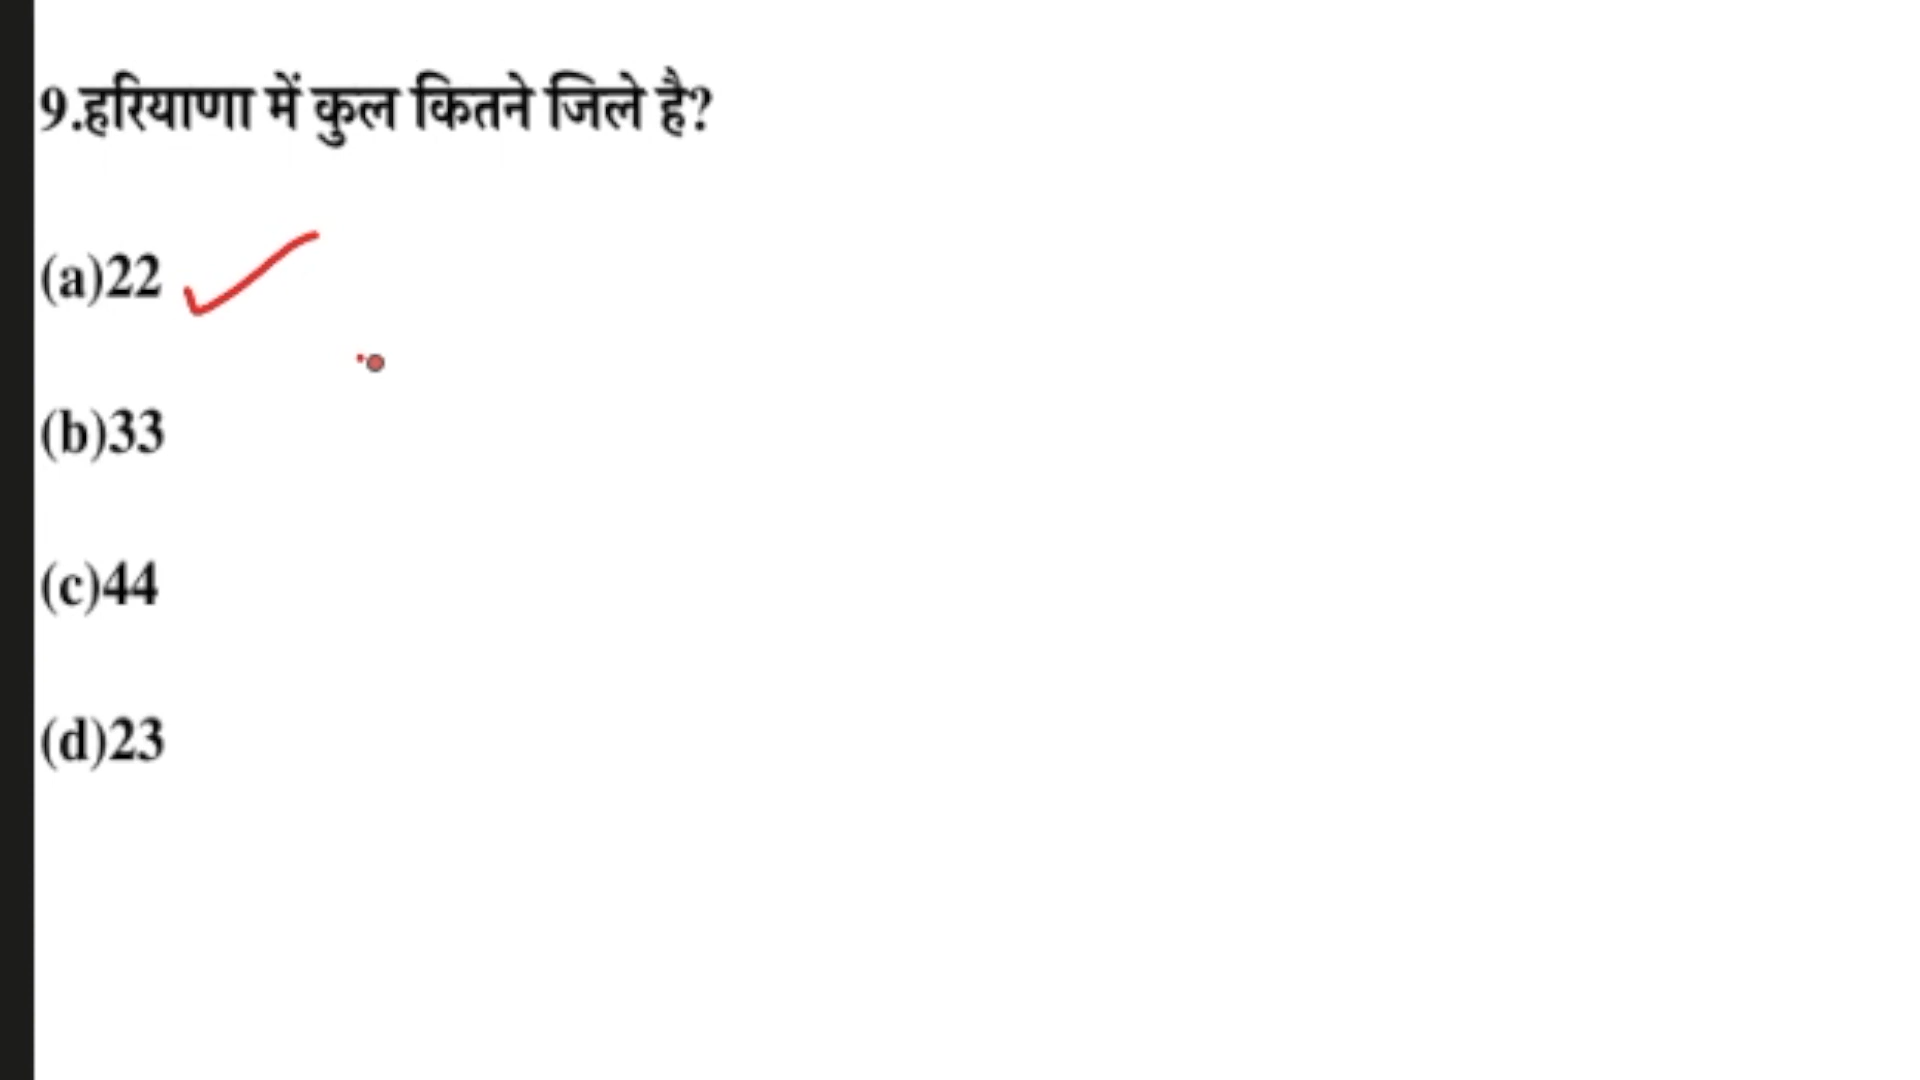 9.हरियाणा में कुल कितने जिले है?
(a)22
(b)33
(c)44
(d)23